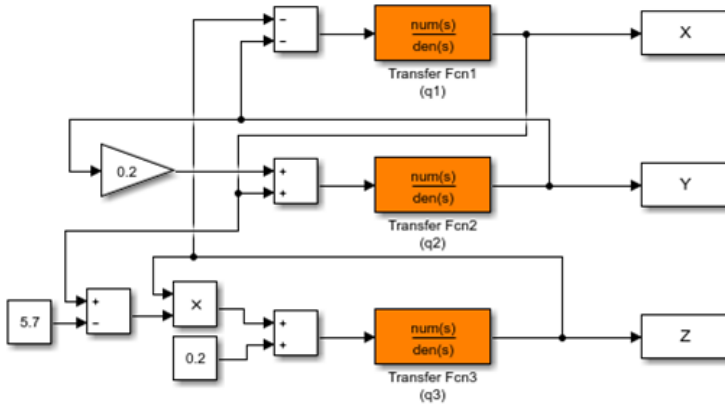 −
−
num(s)
den(s)
X
Transfer Fcn1
(q1)
0.2
+
+
num(s)
den(s)
Y
Transfer Fcn2
(q2)
5.7
+
−
×
0.2
+
+
num(s)
den(s)
Z
Transfer Fcn3
(q3)